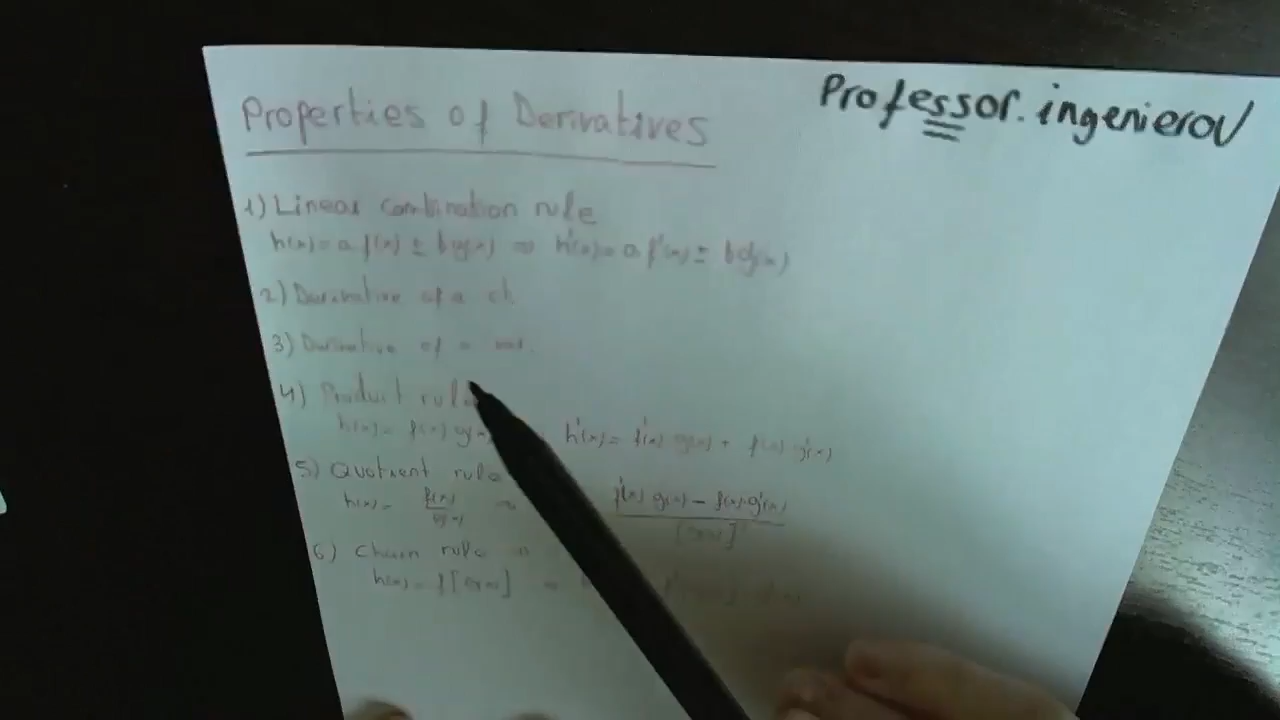 Properties of Derivatives
Professor.ingenierov
1) Linear combination rule
h(x)= a f(x) ± b g(x) ⇒ h'(x)= a f'(x) ± b g'(x)
2) Derivative of a
3) Derivative of a
4) Product rule
h(x)= f(x) g(x) h'(x)= f'(x) g(x) + f(x) g'(x)
5) Quotient rule
h(x)= f(x)/g(x) ⇒ f'(x) g(x) - f(x) g'(x)
6) Chain rule
h(x)= f[g(x)]